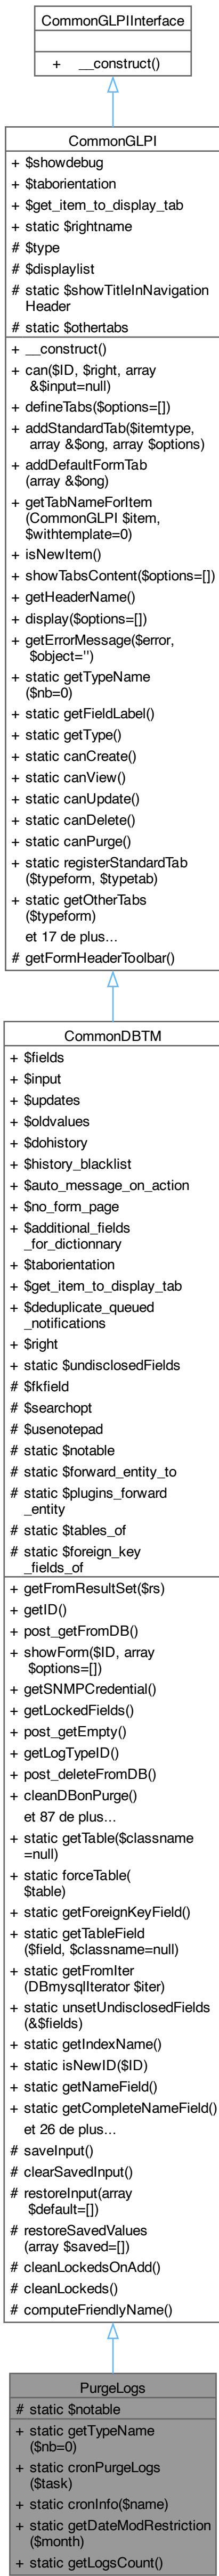 CommonGLPIInterface
+ __construct()
CommonGLPI
+ $showdebug
+ $taborientation
+ $get_item_to_display_tab
+ static $rightname
# $type
# $displaylist
# static $showTitleInNavigation
Header
# static $othertabs
+ __construct()
+ can($ID, $right, array
&$input=null)
+ defineTabs($options=[])
+ addStandardTab($itemtype,
array &$ong, array $options)
+ addDefaultFormTab
(array &$ong)
+ getTabNameForItem
(CommonGLPI $item,
$withtemplate=0)
+ isNewItem()
+ showTabsContent($options=[])
+ getHeaderName()
+ display($options=[])
+ getErrorMessage($error,
$object='')
+ static getTypeName
($nb=0)
+ static getFieldLabel()
+ static getType()
+ static canCreate()
+ static canView()
+ static canUpdate()
+ static canDelete()
+ static canPurge()
+ static registerStandardTab
($typeform, $typetab)
+ static getOtherTabs
($typeform)
et 17 de plus...
# getFormHeaderToolbar()
CommonDBTM
+ $fields
+ $input
+ $updates
+ $oldvalues
+ $dohistory
+ $history_blacklist
+ $auto_message_on_action
+ $no_form_page
+ $additional_fields
_for_dictionnary
+ $taborientation
+ $get_item_to_display_tab
+ $deduplicate_queued
_notifications
+ $right
+ static $undisclosedFields
# $fkfield
# $searchopt
# $usenotepad
# static $notable
# static $forward_entity_to
# static $plugins_forward
_entity
# static $tables_of
# static $foreign_key
_fields_of
+ getFromResultSet($rs)
+ getID()
+ post_getFromDB()
+ showForm($ID, array
$options=[])
+ getSNMPCredential()
+ getLockedFields()
+ post_getEmpty()
+ getLogTypeID()
+ post_deleteFromDB()
+ cleanDBonPurge()
et 87 de plus...
+ static getTable($classname
=null)
+ static forceTable(
$table)
+ static getForeignKeyField()
+ static getTableField
($field, $classname=null)
+ static getFromIter
(DBmysqlIterator $iter)
+ static unsetUndisclosedFields
(&$fields)
+ static getIndexName()
+ static isNewID($ID)
+ static getNameField()
+ static getCompleteNameField()
et 26 de plus...
# saveInput()
# clearSavedInput()
# restoreInput(array
$default=[])
# restoreSavedValues
(array $saved=[])
# cleanLockedsOnAdd()
# cleanLockeds()
# computeFriendlyName()
PurgeLogs
# static $notable
+ static getTypeName
($nb=0)
+ static cronPurgeLogs
($task)
+ static cronInfo($name)
+ static getDateModRestriction
($month)
+ static getLogsCount()